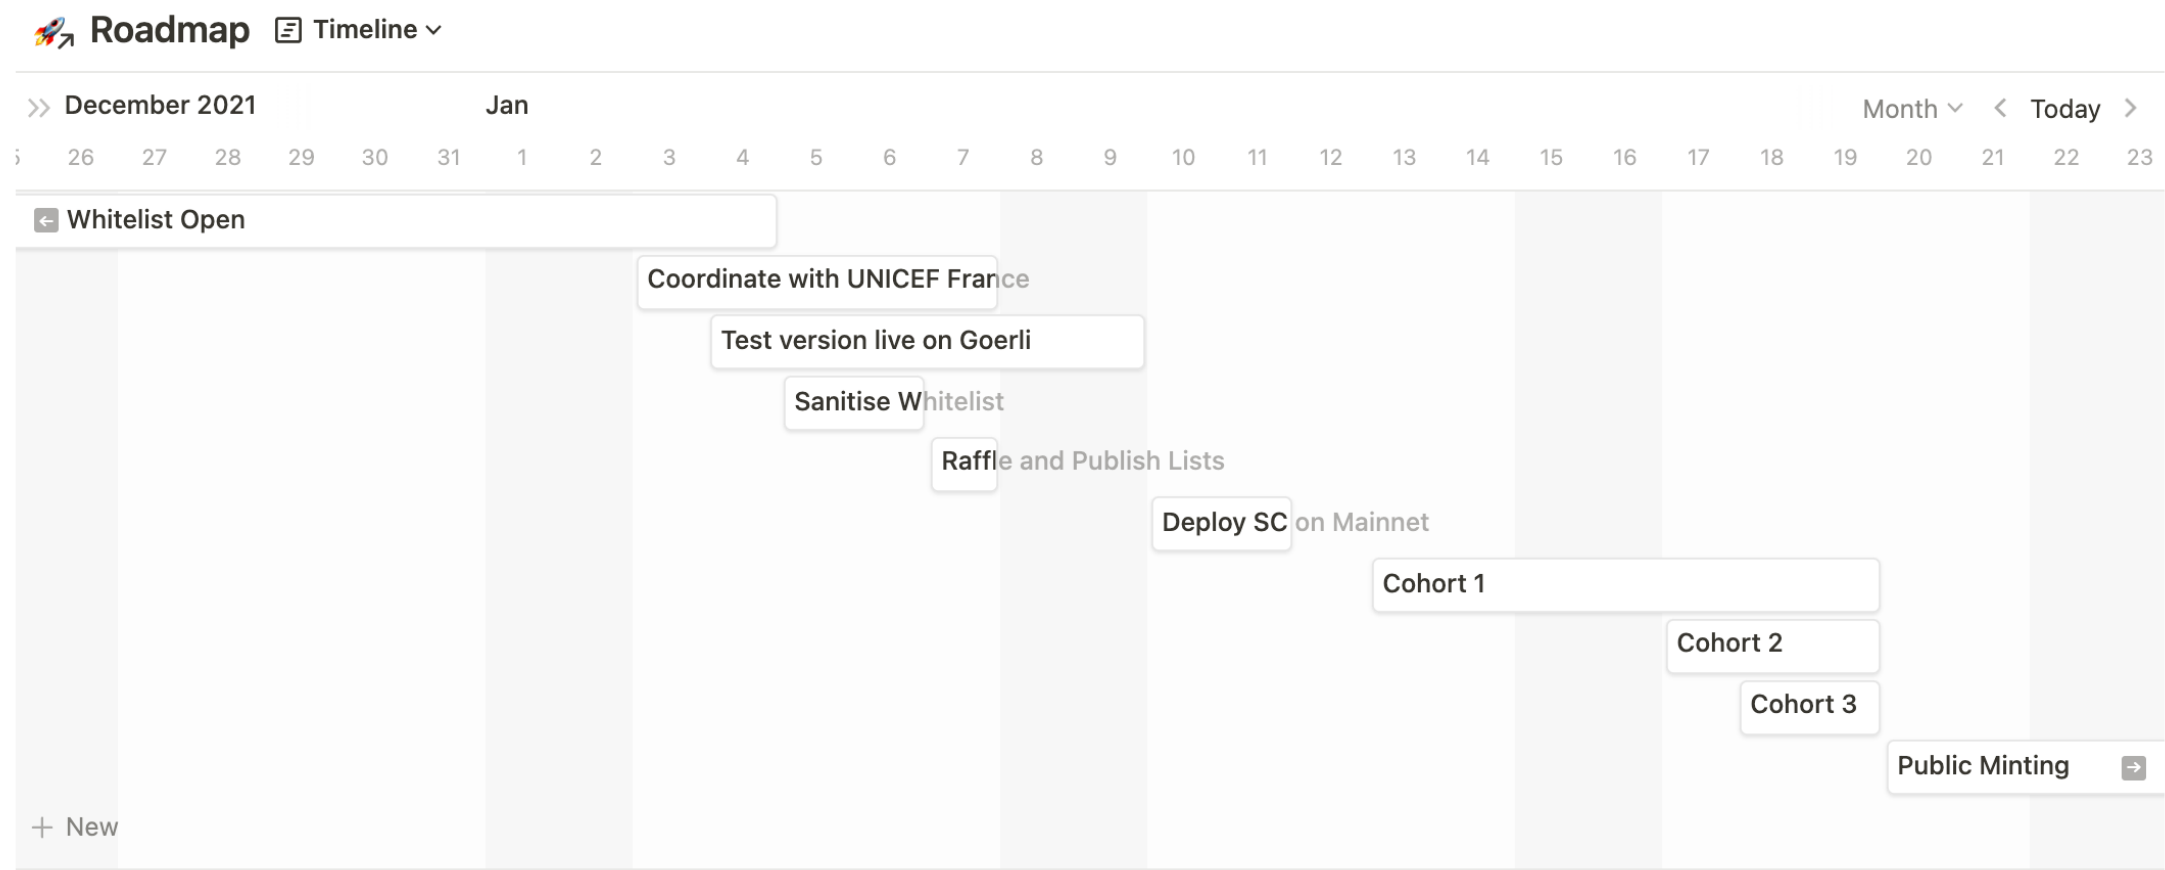 Roadmap Timeline
December 2021 Jan Month Today
26 27 28 29 30 31 1 2 3 4 5 6 7 8 9 10 11 12 13 14 15 16 17 18 19 20 21 22 23
Whitelist Open
Coordinate with UNICEF France
Test version live on Goerli
Sanitise Whitelist
Raffle and Publish Lists
Deploy SC on Mainnet
Cohort 1
Cohort 2
Cohort 3
Public Minting
+ New